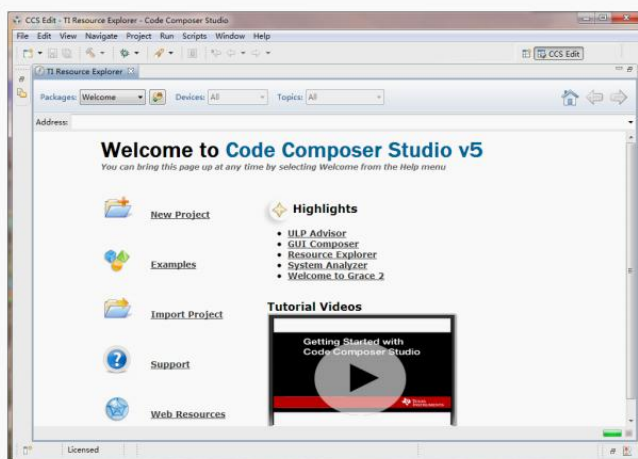 CCS Edit - TI Resource Explorer - Code Composer Studio
File Edit View Navigate Project Run Scripts Window Help
CCS Edit
TI Resource Explorer
Packages: Welcome Devices: All Topics: All
Address:
Welcome to Code Composer Studio v5
You can bring this page up at any time by selecting Welcome from the Help menu
New Project
Examples
Import Project
Support
Web Resources
Highlights
• ULP Advisor
• GUI Composer
• Resource Explorer
• System Analyzer
• Welcome to Grace 2
Tutorial Videos
Getting Started with
Code Composer Studio
TEXAS
INSTRUMENTS
Licensed